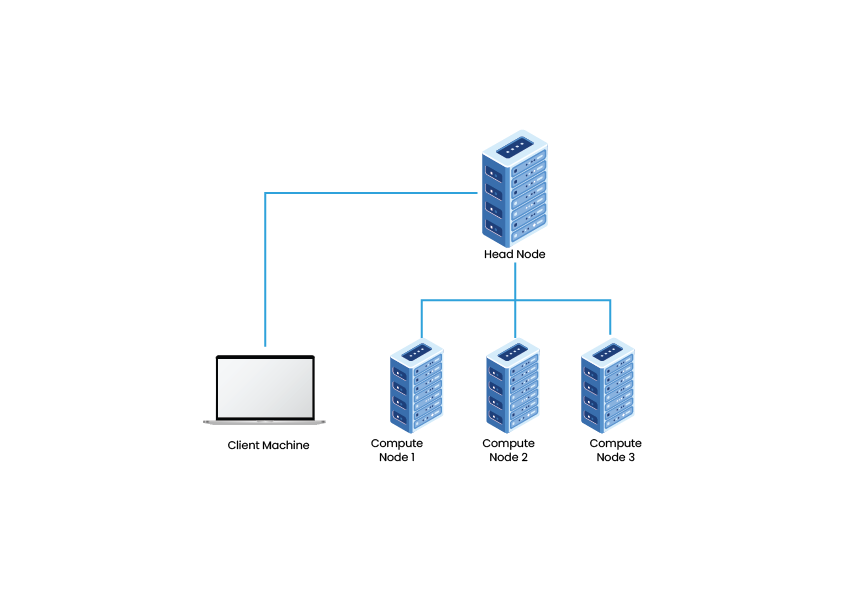 Head Node
Client Machine
Compute
Node 1
Compute
Node 2
Compute
Node 3